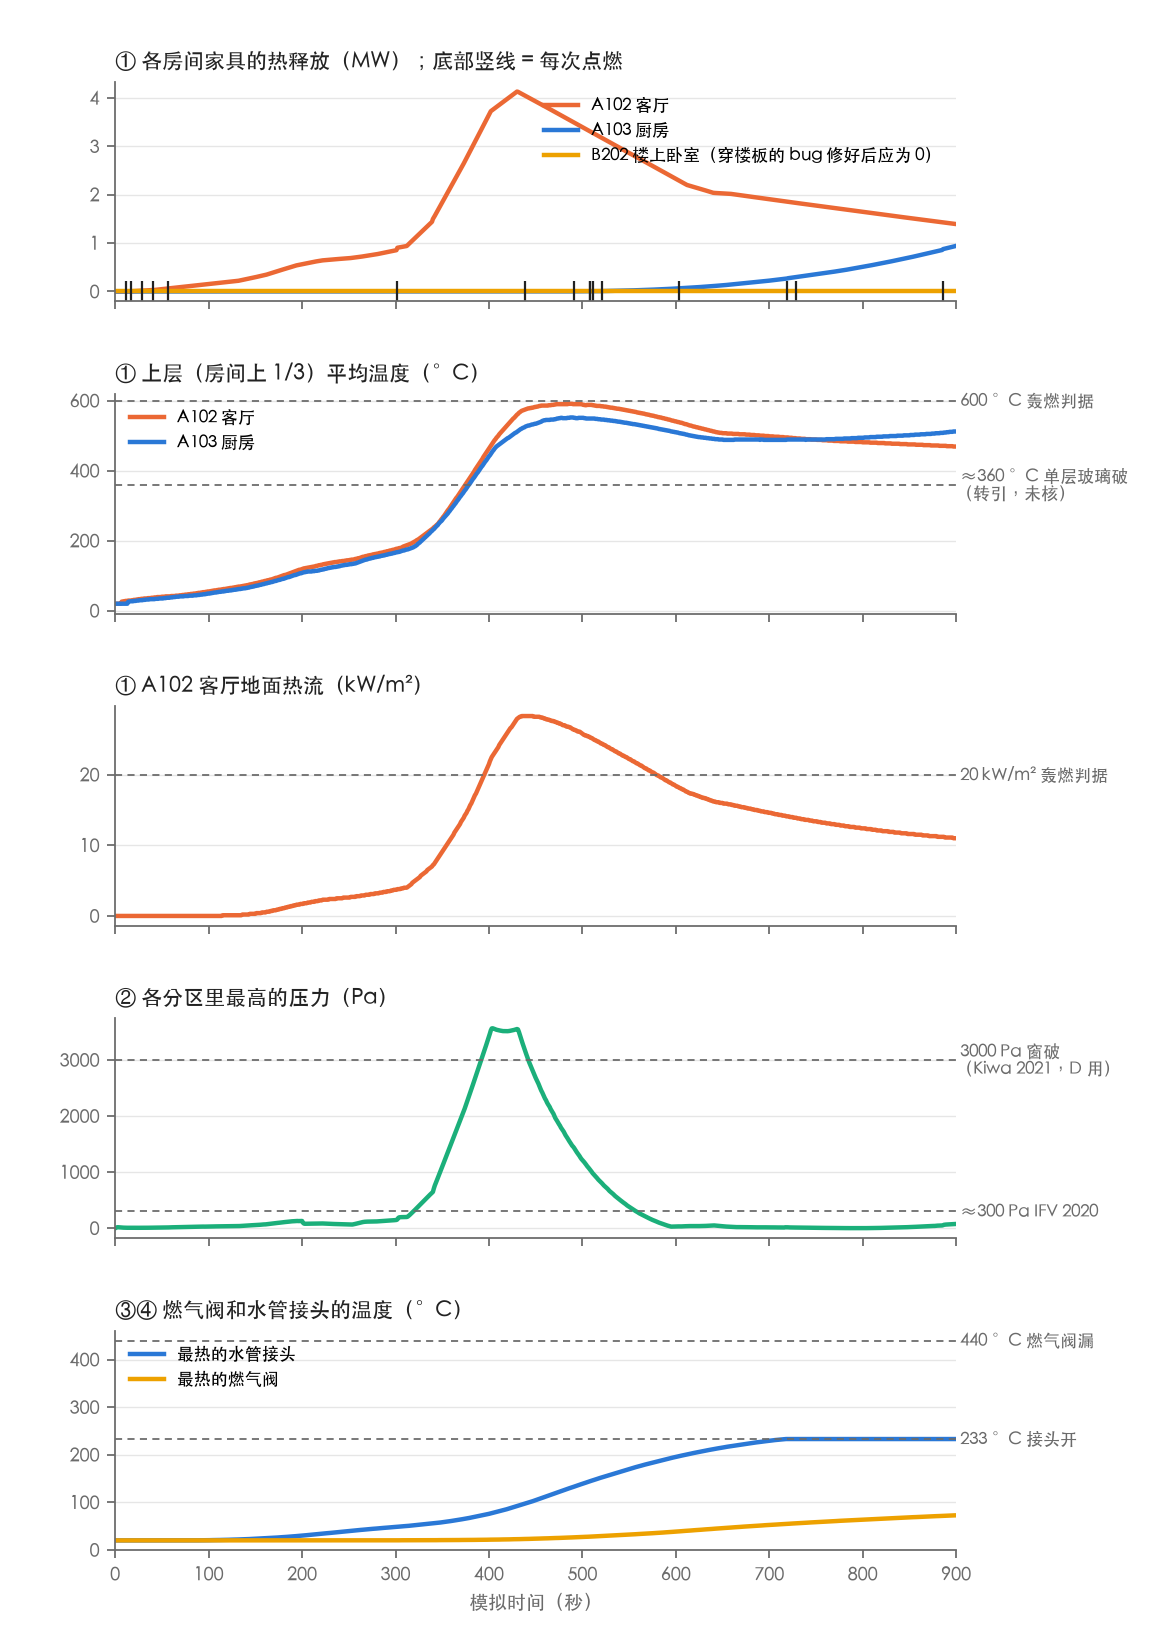 ① 各房间家具的热释放（MW）；底部竖线 = 每次点燃
4
3
2
1
0
A102 客厅
A103 厨房
B202 楼上卧室（穿楼板的 bug 修好后应为 0）
① 上层（房间上 1/3）平均温度（°C）
600
400
200
0
A102 客厅
A103 厨房
600°C 轰燃判据
≈360°C 单层玻璃破
（转引，未核）
① A102 客厅地面热流（kW/m²）
20
10
0
20 kW/m² 轰燃判据
② 各分区里最高的压力（Pa）
3000
2000
1000
0
3000 Pa 窗破
（Kiwa 2021，D 用）
≈300 Pa IFV 2020
③④ 燃气阀和水管接头的温度（°C）
400
300
200
100
0
最热的水管接头
最热的燃气阀
440°C 燃气阀漏
233°C 接头开
0 100 200 300 400 500 600 700 800 900
模拟时间（秒）